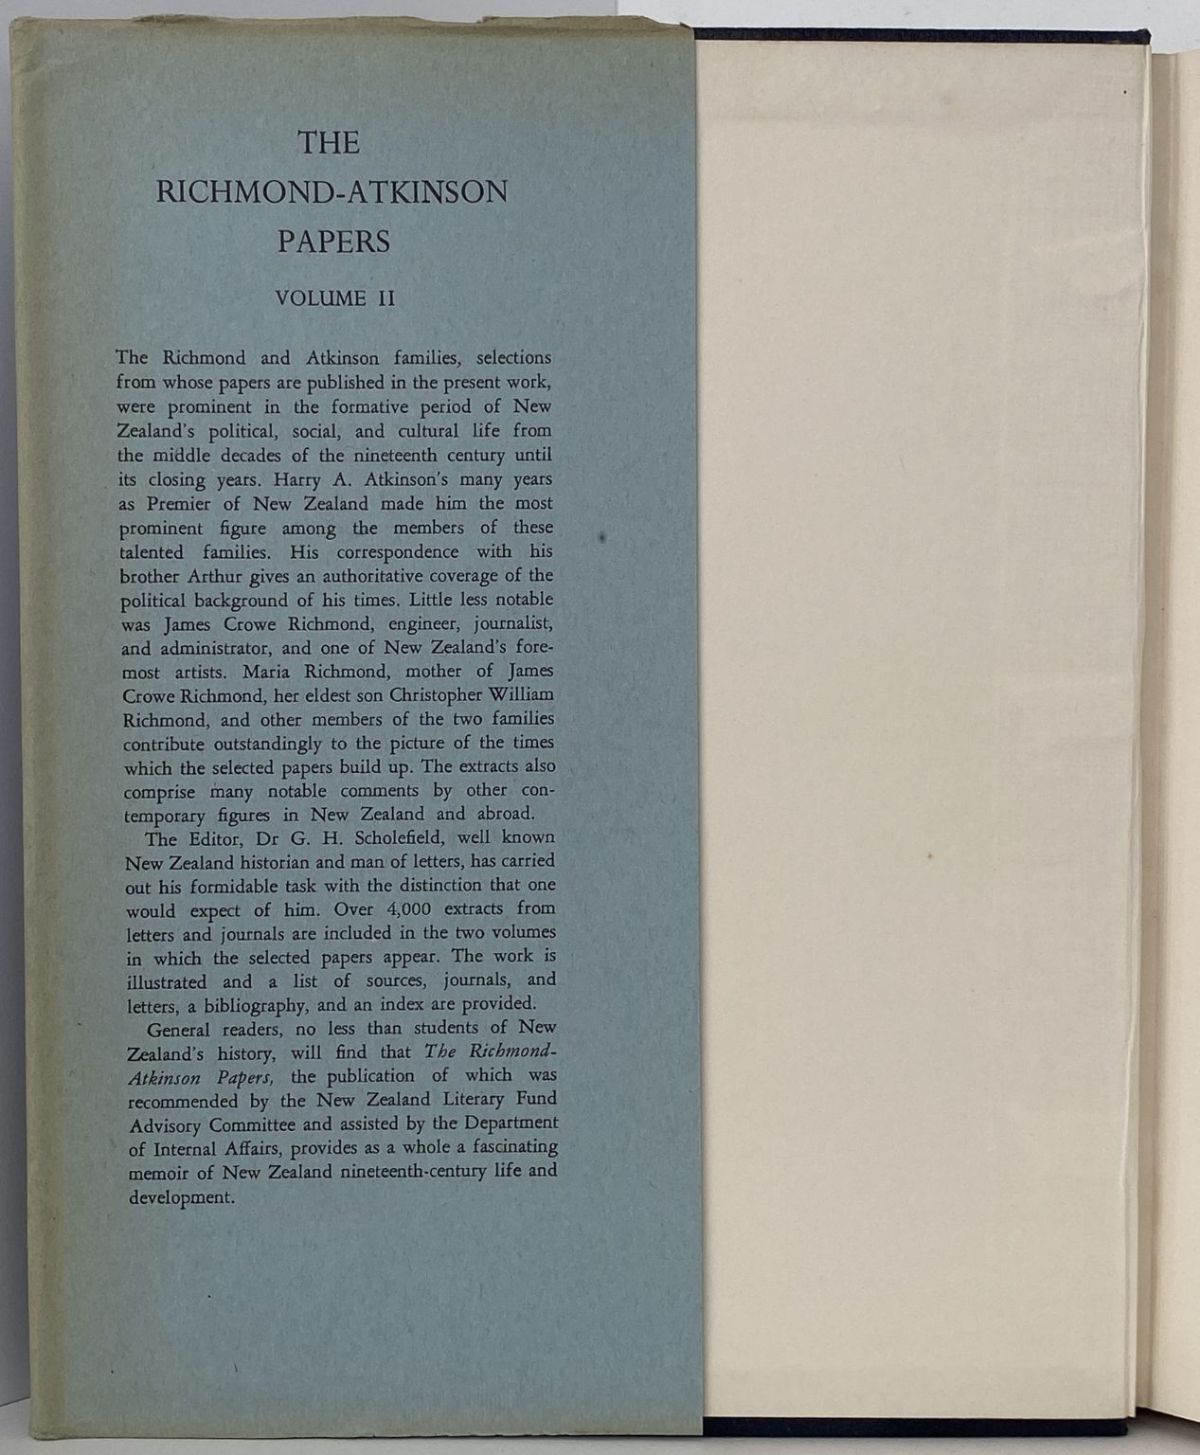 THE
RICHMOND-ATKINSON
PAPERS
VOLUME II
The Richmond and Atkinson families, selections
from whose papers are published in the present work,
were prominent in the formative period of New
Zealand's political, social, and cultural life from
the middle decades of the nineteenth century until
its closing years. Harry A. Atkinson's many years
as Premier of New Zealand made him the most
prominent figure among the members of these
talented families. His correspondence with his
brother Arthur gives an authoritative coverage of the
political background of his times. Little less notable
was James Crowe Richmond, engineer, journalist,
and administrator, and one of New Zealand's fore-
most artists. Maria Richmond, mother of James
Crowe Richmond, her eldest son Christopher William
Richmond, and other members of the two families
contribute outstandingly to the picture of the times
which the selected papers build up. The extracts also
comprise many notable comments by other con-
temporary figures in New Zealand and abroad.
The Editor, Dr G. H. Scholefield, well known
New Zealand historian and man of letters, has carried
out his formidable task with the distinction that one
would expect of him. Over 4,000 extracts from
letters and journals are included in the two volumes
in which the selected papers appear. The work is
illustrated and a list of sources, journals, and
letters, a bibliography, and an index are provided.
General readers, no less than students of New
Zealand's history, will find that The Richmond-
Atkinson Papers, the publication of which was
recommended by the New Zealand Literary Fund
Advisory Committee and assisted by the Department
of Internal Affairs, provides as a whole a fascinating
memoir of New Zealand nineteenth-century life and
development.